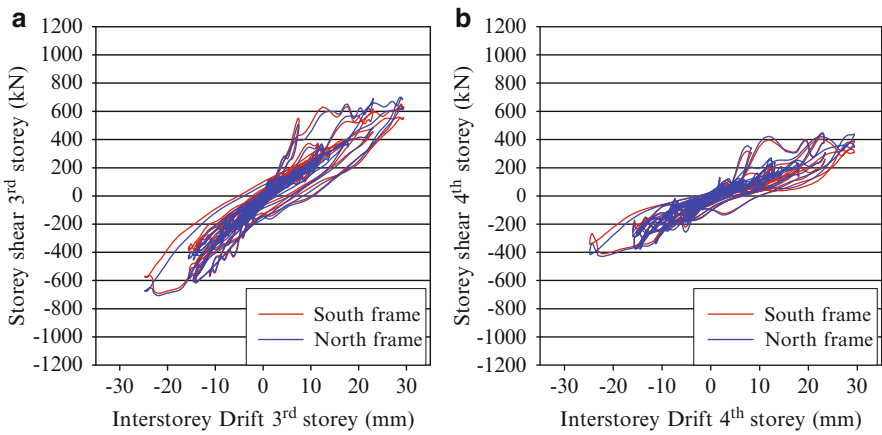 a
1200
1000
800
600
400
200
0
-200
-400
-600
-800
-1000
-1200
Storey shear 3rd storey (kN)
South frame
North frame
-30 -20 -10 0 10 20 30
Interstorey Drift 3rd storey (mm)
b
1200
1000
800
600
400
200
0
-200
-400
-600
-800
-1000
-1200
Storey shear 4th storey (kN)
South frame
North frame
-30 -20 -10 0 10 20 30
Interstorey Drift 4th storey (mm)